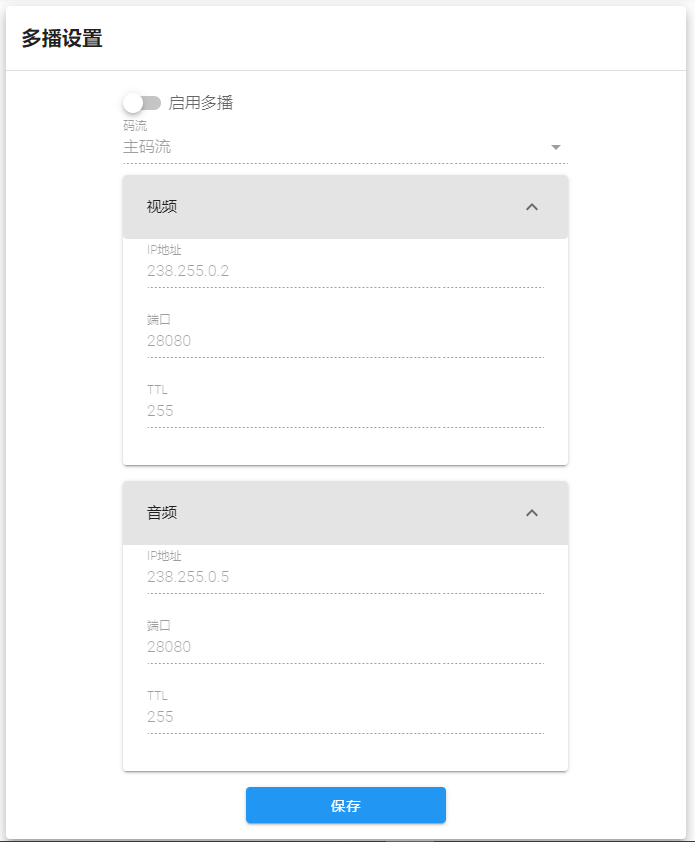 多播设置
启用多播
码流
主码流
视频
IP地址
238.255.0.2
端口
28080
TTL
255
音频
IP地址
238.255.0.5
端口
28080
TTL
255
保存